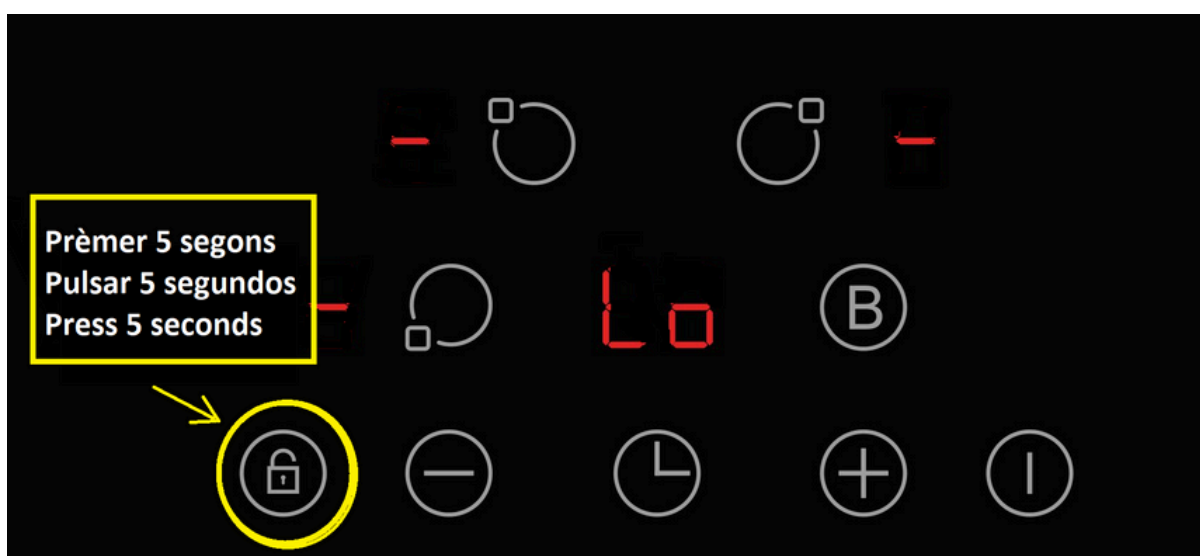 Prèmer 5 segons
Pulsar 5 segundos
Press 5 seconds
Lo
B